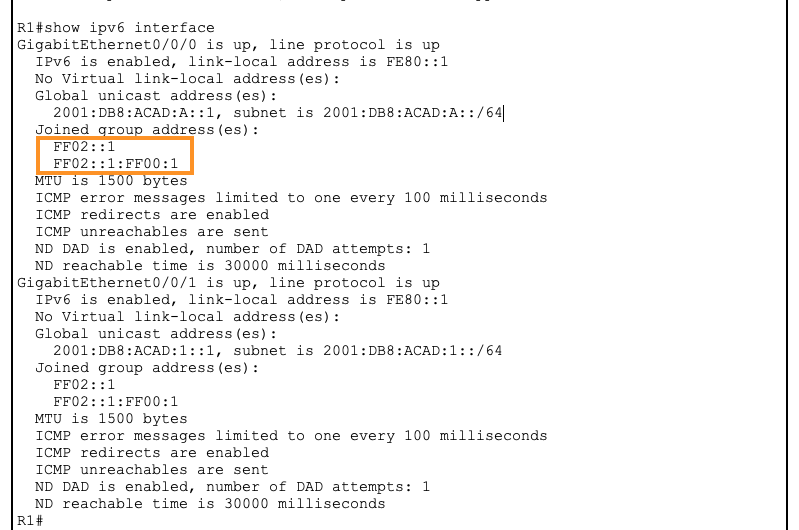 R1#show ipv6 interface
GigabitEthernet0/0/0 is up, line protocol is up
IPv6 is enabled, link-local address is FE80::1
No Virtual link-local address(es):
Global unicast address(es):
2001:DB8:ACAD:A::1, subnet is 2001:DB8:ACAD:A::/64
Joined group address(es):
FF02::1
FF02::1:FF00:1
MTU is 1500 bytes
ICMP error messages limited to one every 100 milliseconds
ICMP redirects are enabled
ICMP unreachables are sent
ND DAD is enabled, number of DAD attempts: 1
ND reachable time is 30000 milliseconds
GigabitEthernet0/0/1 is up, line protocol is up
IPv6 is enabled, link-local address is FE80::1
No Virtual link-local address(es):
Global unicast address(es):
2001:DB8:ACAD:1::1, subnet is 2001:DB8:ACAD:1::/64
Joined group address(es):
FF02::1
FF02::1:FF00:1
MTU is 1500 bytes
ICMP error messages limited to one every 100 milliseconds
ICMP redirects are enabled
ICMP unreachables are sent
ND DAD is enabled, number of DAD attempts: 1
ND reachable time is 30000 milliseconds
R1#